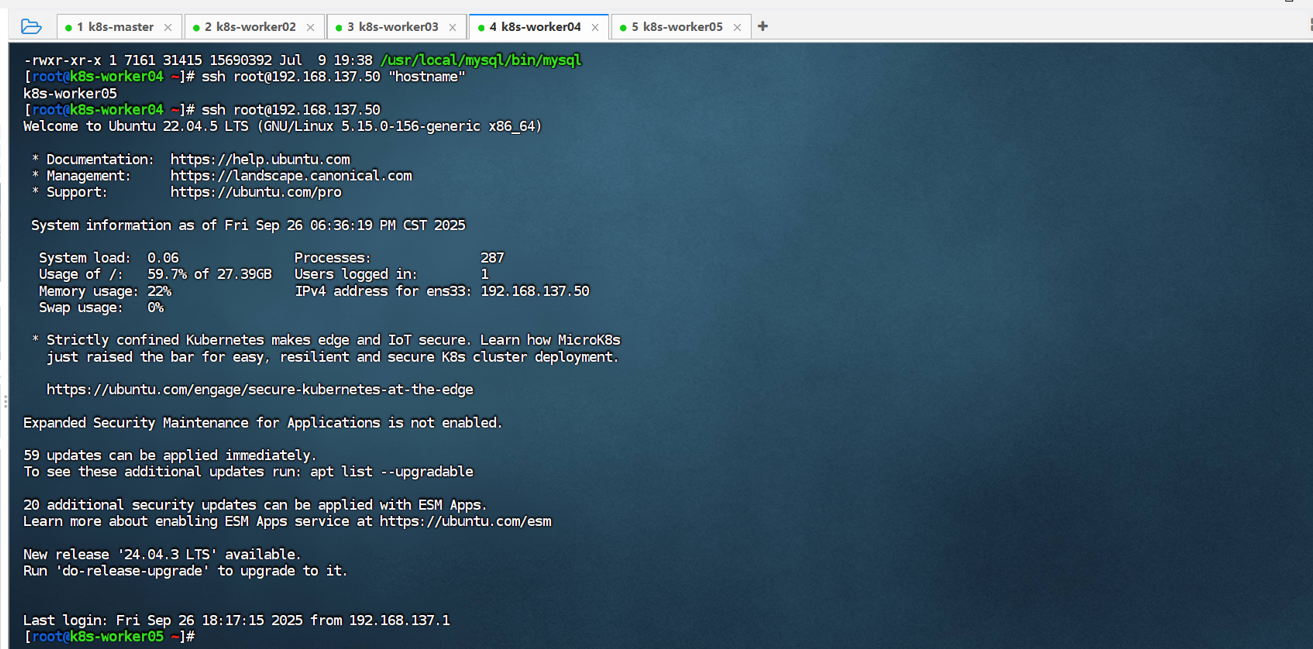 1 k8s-master × 2 k8s-worker02 × 3 k8s-worker03 × 4 k8s-worker04 × 5 k8s-worker05 × +
-rwxr-xr-x 1 7161 31415 15690392 Jul  9 19:38 /usr/local/mysql/bin/mysql
[root@k8s-worker04 ~]# ssh root@192.168.137.50 "hostname"
k8s-worker05
[root@k8s-worker04 ~]# ssh root@192.168.137.50
Welcome to Ubuntu 22.04.5 LTS (GNU/Linux 5.15.0-156-generic x86_64)
* Documentation:  https://help.ubuntu.com
* Management:     https://landscape.canonical.com
* Support:        https://ubuntu.com/pro
System information as of Fri Sep 26 06:36:19 PM CST 2025
System load:  0.06               Processes:              287
Usage of /:   59.7% of 27.39GB   Users logged in:        1
Memory usage: 22%                IPv4 address for ens33: 192.168.137.50
Swap usage:   0%
* Strictly confined Kubernetes makes edge and IoT secure. Learn how MicroK8s
just raised the bar for easy, resilient and secure K8s cluster deployment.
https://ubuntu.com/engage/secure-kubernetes-at-the-edge
Expanded Security Maintenance for Applications is not enabled.
59 updates can be applied immediately.
To see these additional updates run: apt list --upgradable
20 additional security updates can be applied with ESM Apps.
Learn more about enabling ESM Apps service at https://ubuntu.com/esm
New release '24.04.3 LTS' available.
Run 'do-release-upgrade' to upgrade to it.
Last login: Fri Sep 26 18:17:15 2025 from 192.168.137.1
[root@k8s-worker05 ~]#